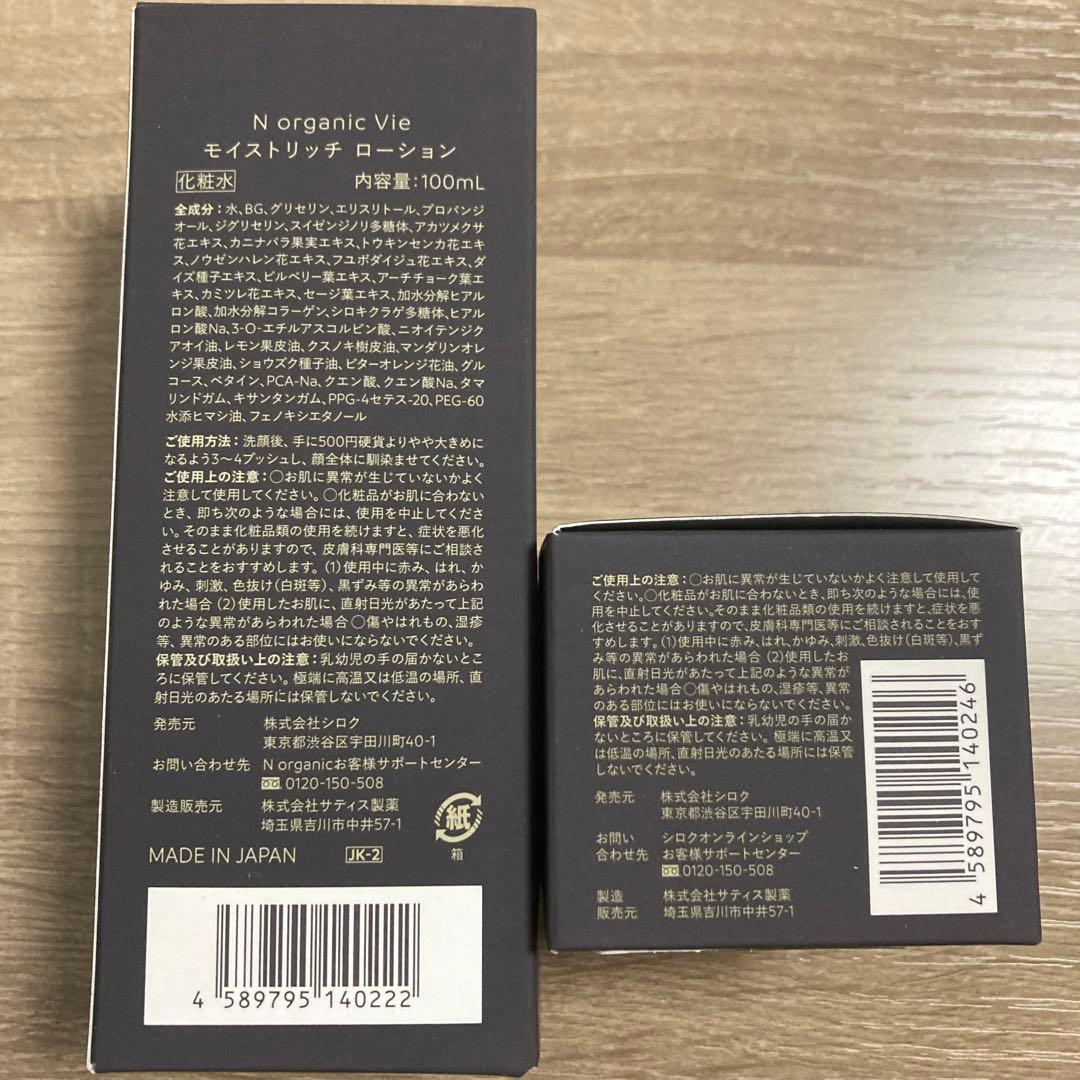 N organic Vie
モイストリッチ ローション
化粧水 内容量:100mL
全成分:水、BG、グリセリン、エリスリトール、プロパンジ
オール、ジグリセリン、スイゼンジノリ多糖体、アカツメクサ
花エキス、カニナバラ果実エキス、トウキンセンカ花エキ
ス、ノウゼンハレン花エキス、フユボダイジュ花エキス、ダ
イズ種子エキス、ビルベリー葉エキス、アーチチョーク葉エ
キス、カミツレ花エキス、セージ葉エキス、加水分解ヒアル
ロン酸、加水分解コラーゲン、シロキクラゲ多糖体、ヒアル
ロン酸Na、3-O-エチルアスコルビン酸、ニオイテンジク
アオイ油、レモン果皮油、クスノキ樹皮油、マンダリンオレ
ンジ果皮油、ショウズク種子油、ビターオレンジ花油、グル
コース、ベタイン、PCA-Na、クエン酸、クエン酸Na、タマ
リンドガム、キサンタンガム、PPG-4セテス-20、PEG-60
水添ヒマシ油、フェノキシエタノール
ご使用方法:洗顔後、手に500円硬貨よりやや大きめに
なるよう3〜4プッシュし、顔全体に馴染ませてください。
ご使用上の注意:○お肌に異常が生じていないかよく
注意して使用してください。○化粧品がお肌に合わない
とき、即ち次のような場合には、使用を中止してくださ
い。そのまま化粧品類の使用を続けますと、症状を悪化
させることがありますので、皮膚科専門医等にご相談さ
れることをおすすめします。(1)使用中に赤み、はれ、か
ゆみ、刺激、色抜け(白斑等)、黒ずみ等の異常があらわ
れた場合 (2)使用したお肌に、直射日光があたって上記
のような異常があらわれた場合 ○傷やはれもの、湿疹
等、異常のある部位にはお使いにならないでください。
保管及び取扱い上の注意:乳幼児の手の届かないとこ
ろに保管してください。極端に高温又は低温の場所、直
射日光のあたる場所には保管しないでください。
発売元 株式会社シロク
東京都渋谷区宇田川町40-1
お問い合わせ先 N organicお客様サポートセンター
0120-150-508
製造販売元 株式会社サティス製薬
埼玉県吉川市中井57-1
紙
箱
MADE IN JAPAN JK-2
4 589795 140222
ご使用上の注意:○お肌に異常が生じていないかよく注意して使用して
ください。○化粧品がお肌に合わないとき、即ち次のような場合には、使
用を中止してください。そのまま化粧品類の使用を続けますと、症状を悪
化させることがありますので、皮膚科専門医等にご相談されることをおす
すめします。(1)使用中に赤み、はれ、かゆみ、刺激、色抜け(白斑等)、黒ず
み等の異常があらわれた場合 (2)使用したお
肌に、直射日光があたって上記のような異常が
あらわれた場合○傷やはれもの、湿疹等、異常
のある部位にはお使いにならないでください。
保管及び取扱い上の注意:乳幼児の手の届か
ないところに保管してください。極端に高温又
は低温の場所、直射日光のあたる場所には保管
しないでください。
発売元 株式会社シロク
東京都渋谷区宇田川町40-1
お問い シロクオンラインショップ
合わせ先 お客様サポートセンター
0120-150-508
製造 株式会社サティス製薬
販売元 埼玉県吉川市中井57-1
4 589795 140246